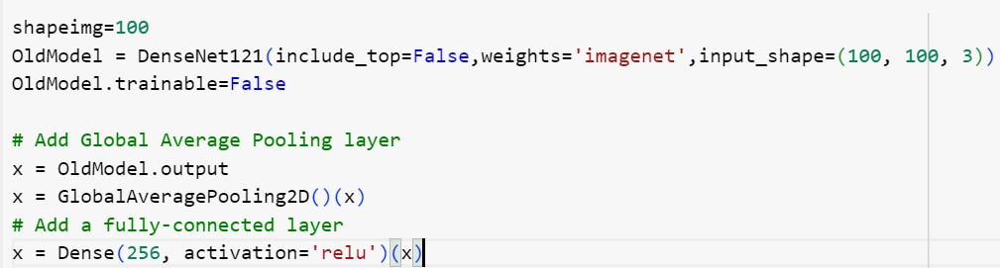 shapeimg=100
OldModel = DenseNet121(include_top=False,weights='imagenet',input_shape=(100, 100, 3))
OldModel.trainable=False
# Add Global Average Pooling layer
x = OldModel.output
x = GlobalAveragePooling2D()(x)
# Add a fully-connected layer
x = Dense(256, activation='relu')(x)